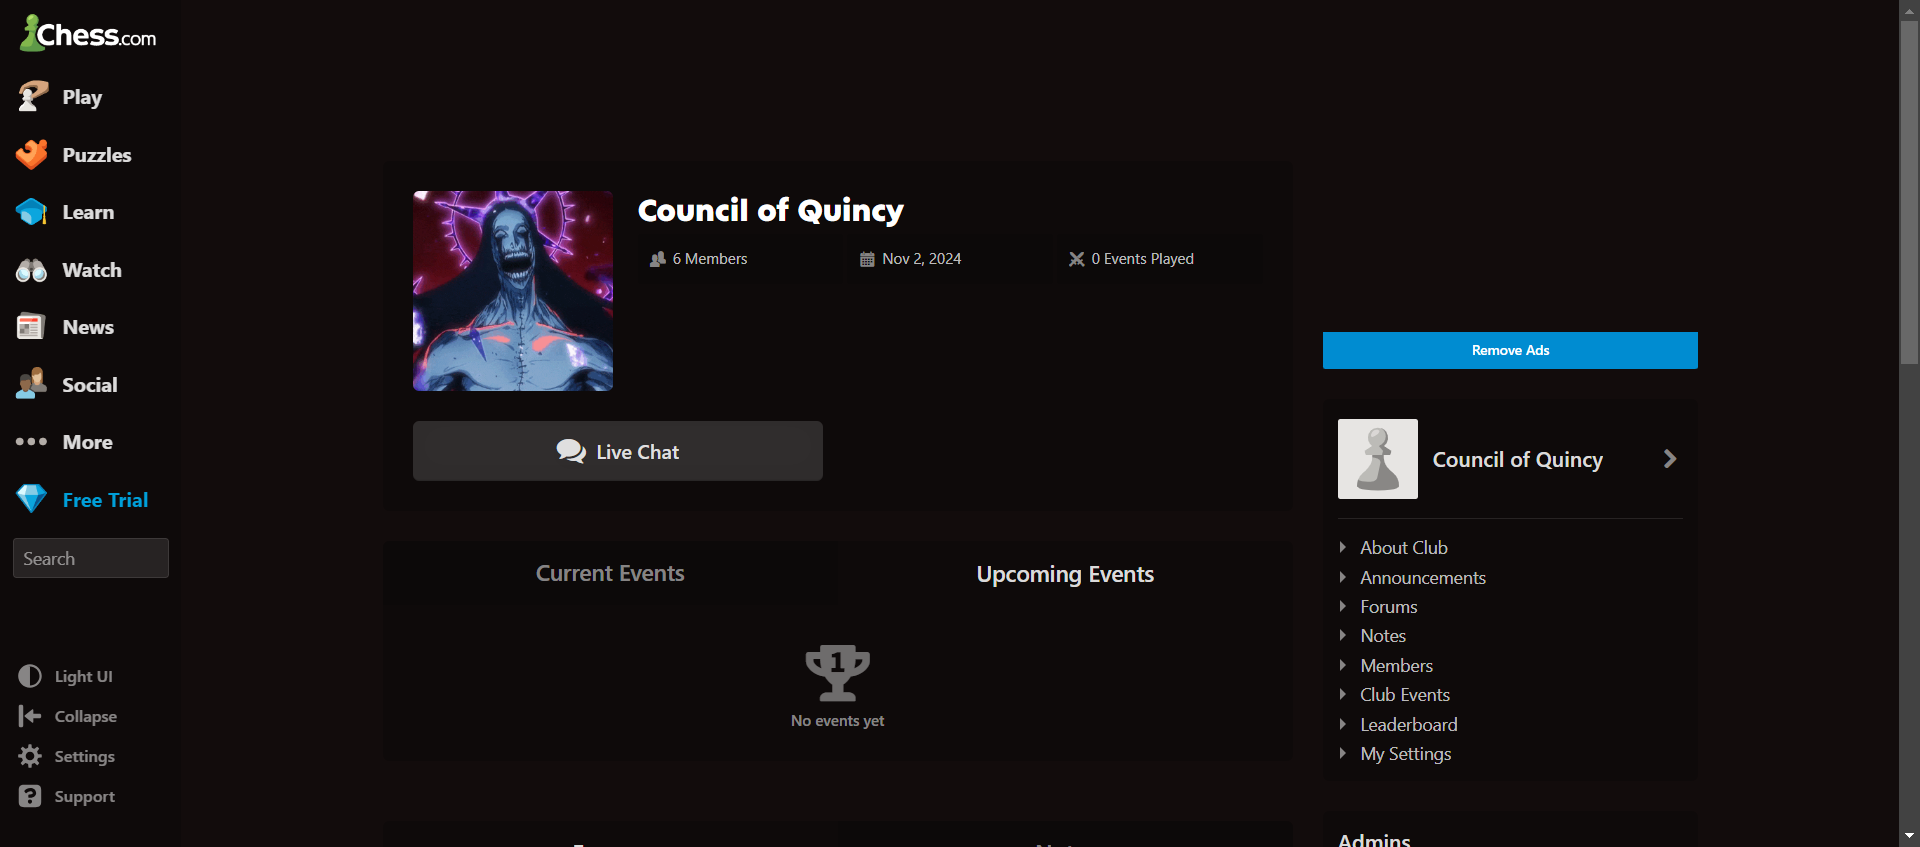 Chess.com
Play
Puzzles
Learn
Watch
News
Social
More
Free Trial
Search
Light UI
Collapse
Settings
Support
Council of Quincy
6 Members
Nov 2, 2024
0 Events Played
Live Chat
Current Events
Upcoming Events
1
No events yet
Remove Ads
Council of Quincy
About Club
Announcements
Forums
Notes
Members
Club Events
Leaderboard
My Settings
Admins